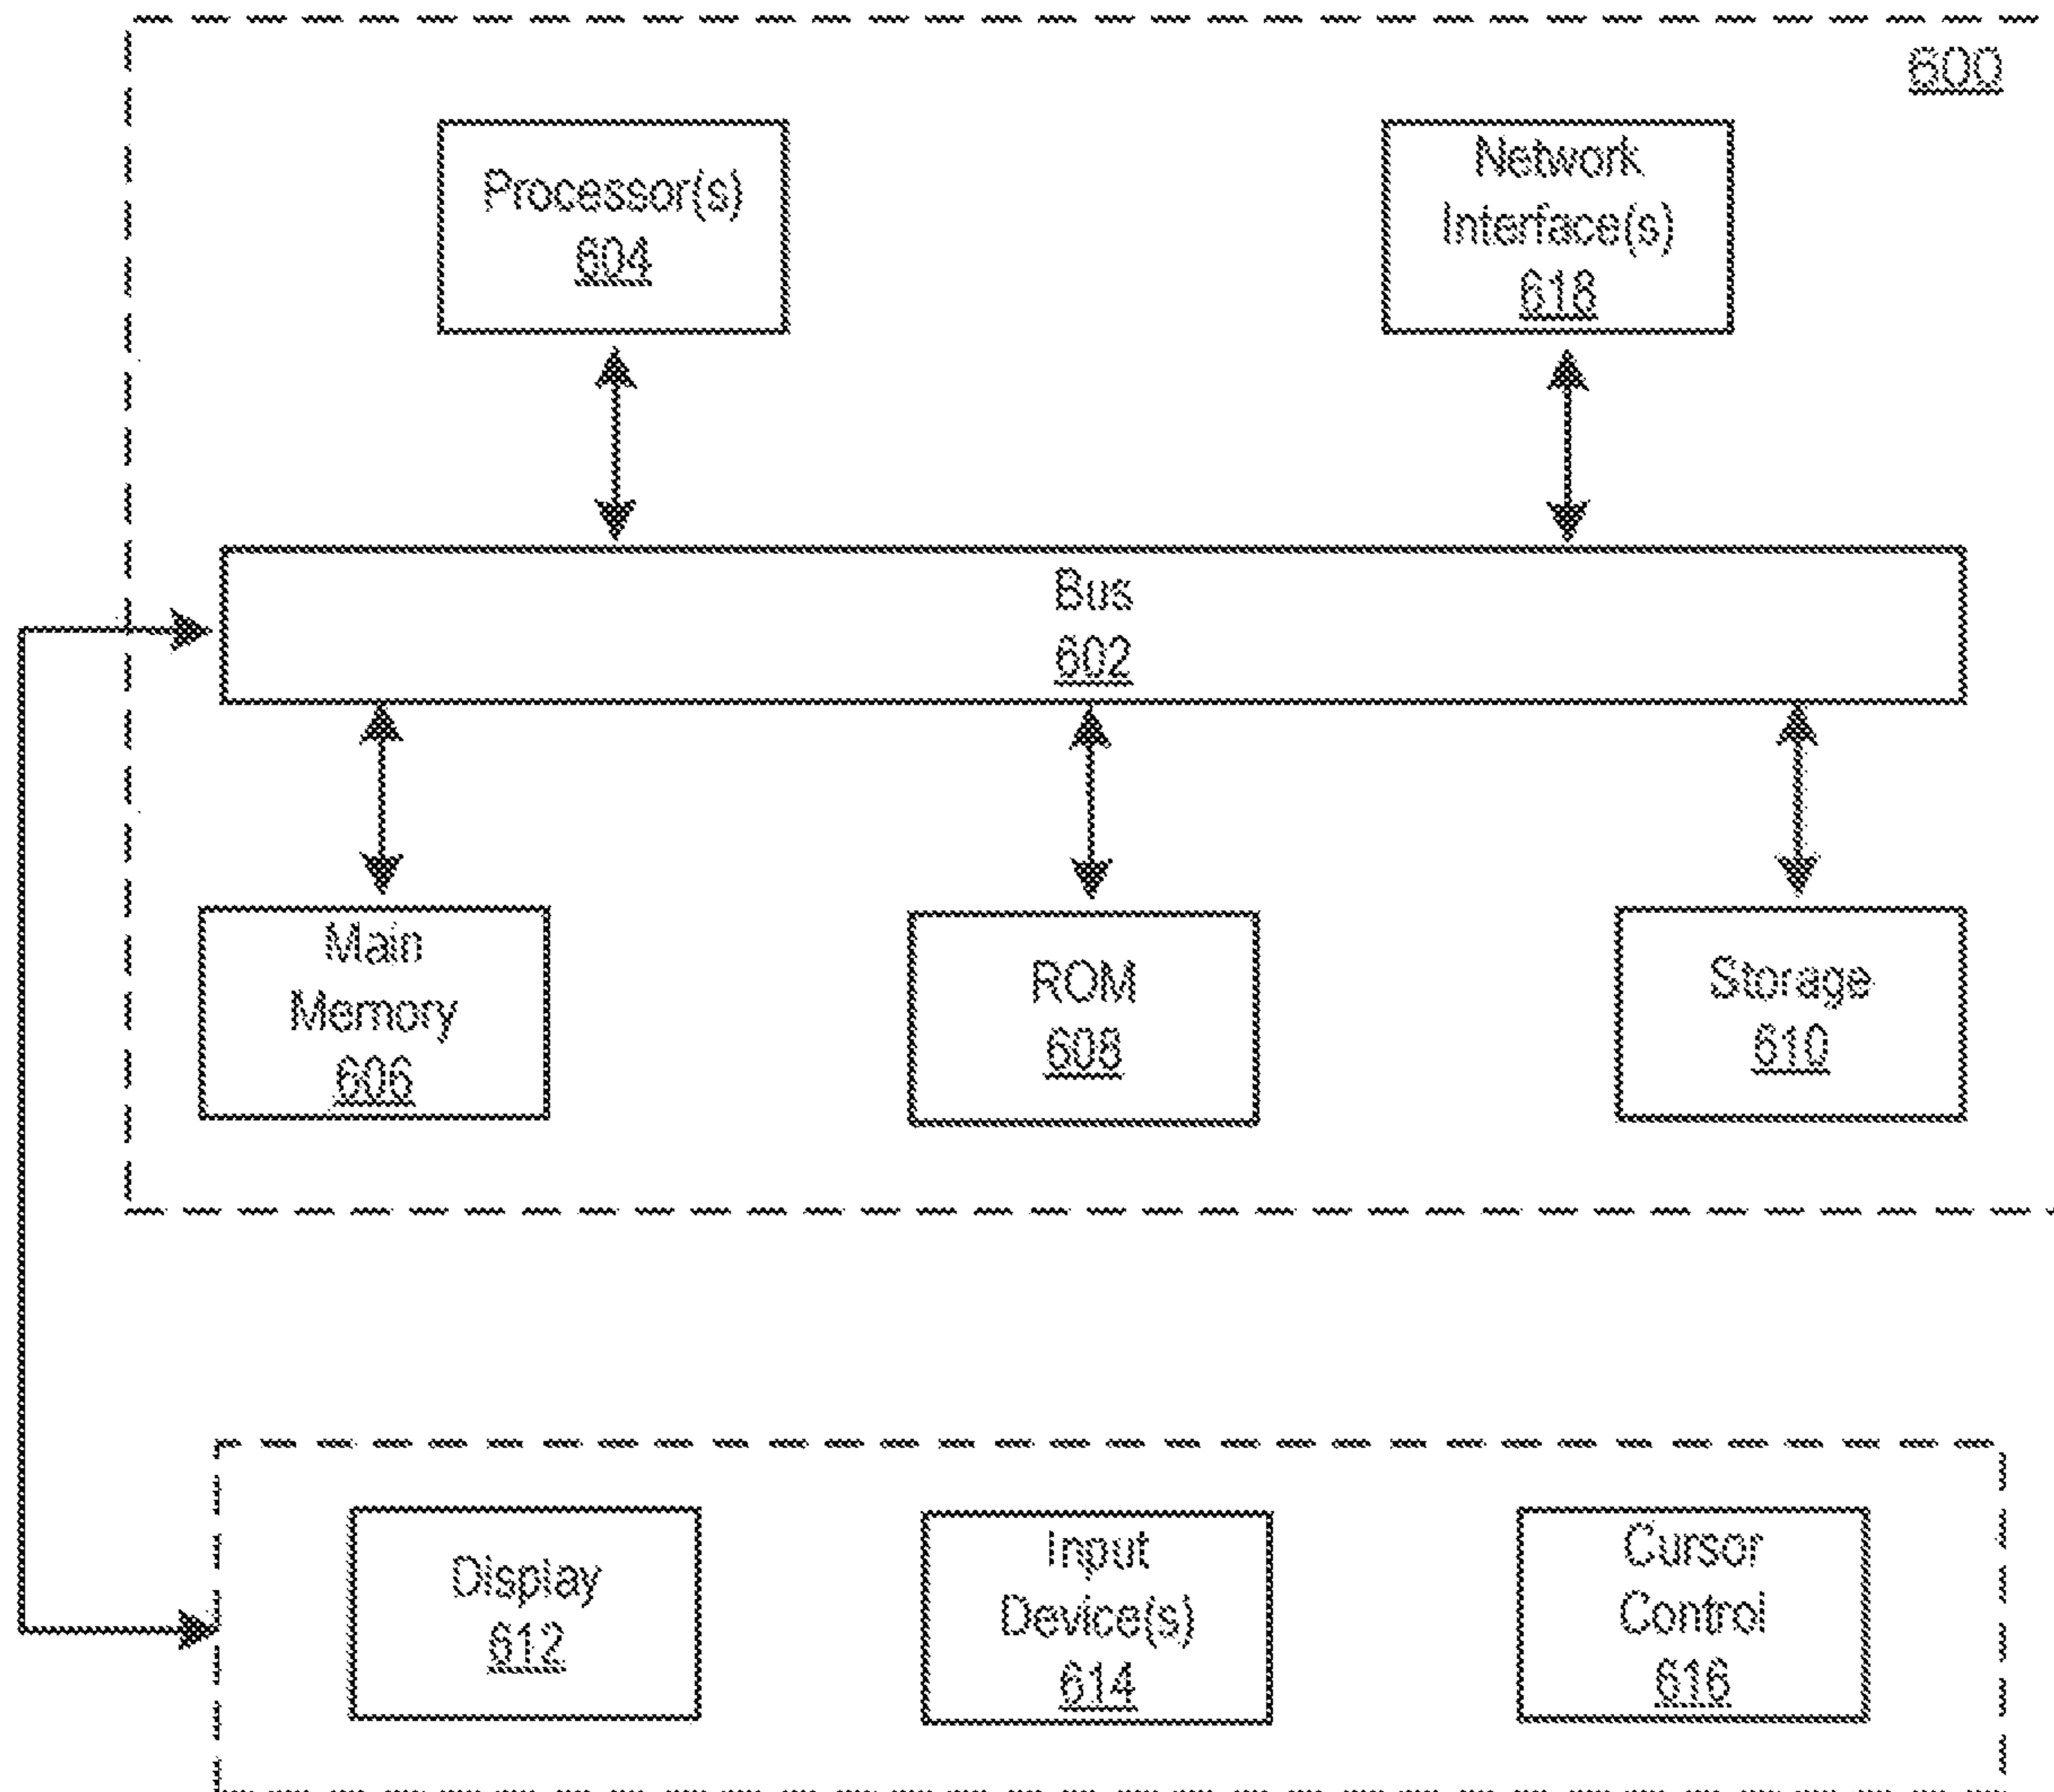 600
Processor(s)
604
Network
Interface(s)
618
Bus
602
Main
Memory
606
ROM
608
Storage
610
Display
612
Input
Device(s)
614
Cursor
Control
616